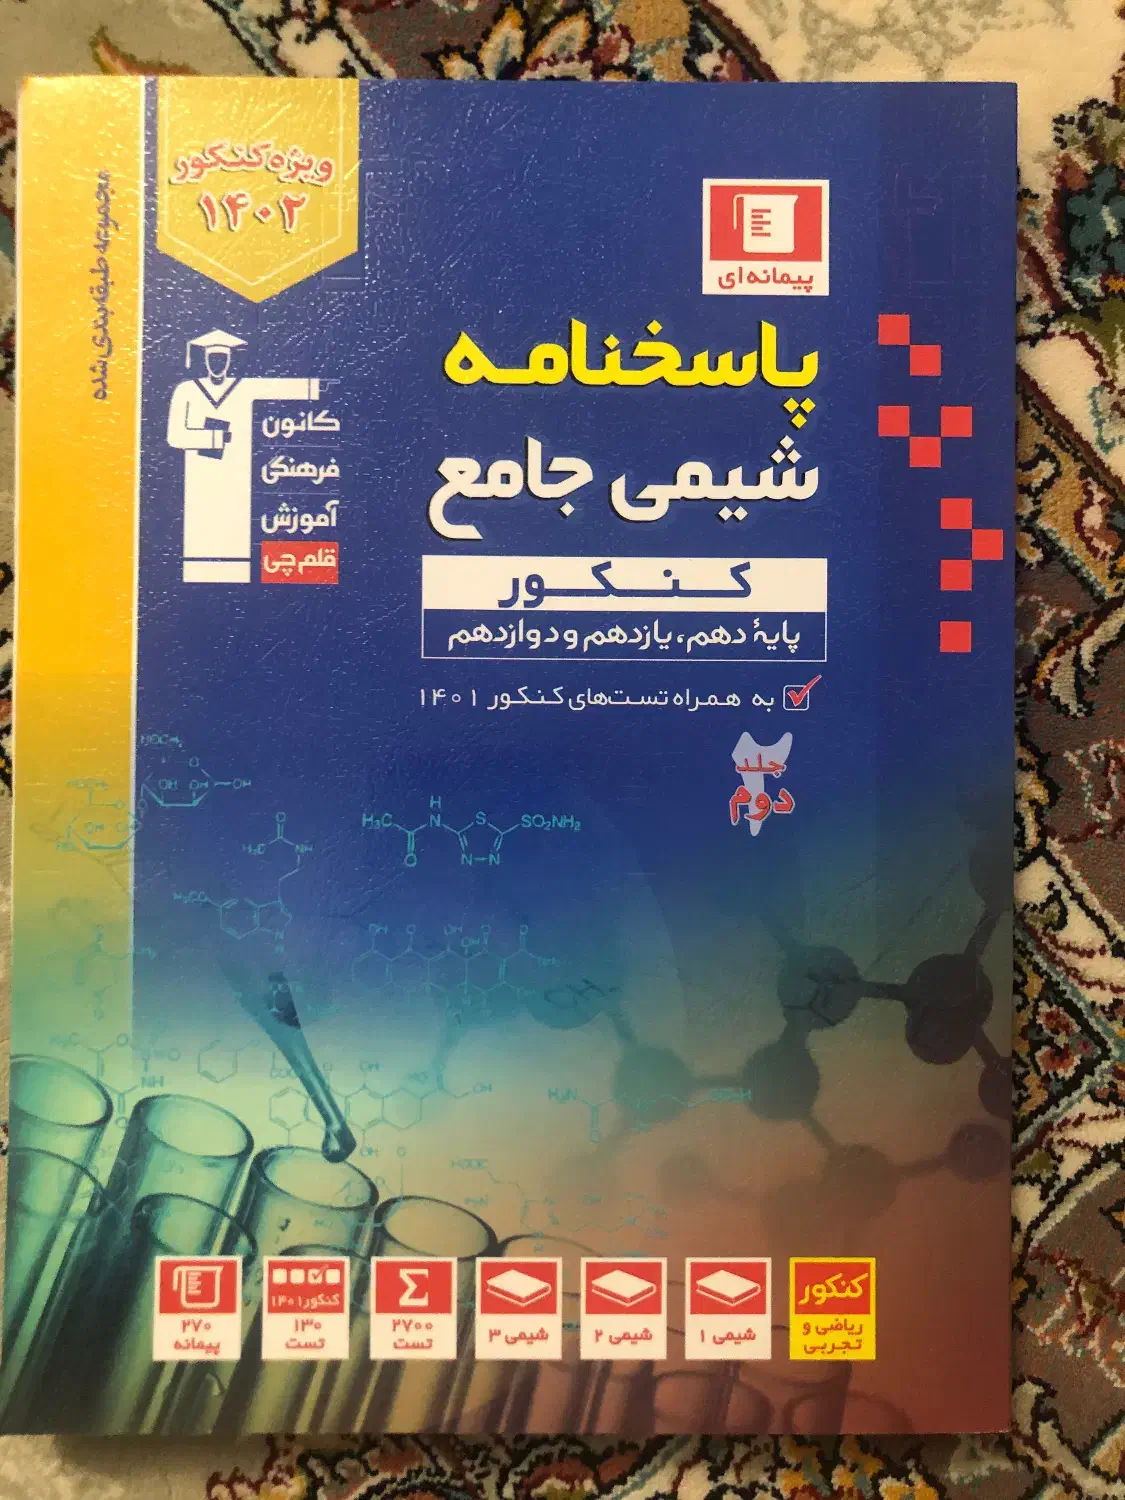 ویژه کنکور
۱۴۰۲
مجموعه طبقه‌بندی شده
پیمانه‌ای
پاسخنامه
شیمی جامع
کنکور
پایهٔ دهم، یازدهم و دوازدهم
به همراه تست‌های کنکور ۱۴۰۱
جلد
دوم
کانون
فرهنگی
آموزش
قلم‌چی
H₃C
H
N
O
S
N–N
SO₂NH₂
کنکور
ریاضی و
تجربی
شیمی ۱
شیمی ۲
شیمی ۳
۲۷۰۰
تست
کنکور ۱۴۰۱
۱۳۰
تست
۲۷۰
پیمانه